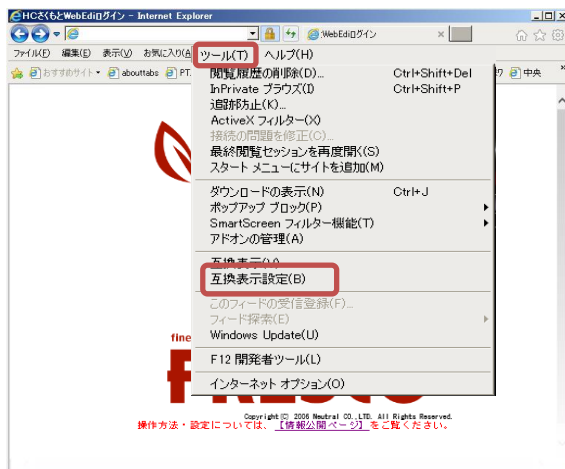 HCさくもとWebEdiログイン - Internet Explorer
WebEdiログイン
ファイル(F) 編集(E) 表示(V) お気に入り(A ツール(T) ヘルプ(H)
おすすめサイト abouttabs PT. 中央
閲覧履歴の削除(D)... Ctrl+Shift+Del
InPrivate ブラウズ(I) Ctrl+Shift+P
追跡防止(K)...
ActiveX フィルター(X)
接続の問題を修正(C)...
最終閲覧セッションを再度開く(S)
スタート メニューにサイトを追加(M)
ダウンロードの表示(N) Ctrl+J
ポップアップ ブロック(P)
SmartScreen フィルター機能(T)
アドオンの管理(A)
互換表示(V)
互換表示設定(B)
このフィードの受信登録(F)...
フィード探索(E)
Windows Update(U)
fine
F12 開発者ツール(L)
インターネット オプション(O)
Copyright(C) 2006 Neutral CO.,LTD. All Rights Reserved.
操作方法・設定については、【情報公開ページ】をご覧ください。